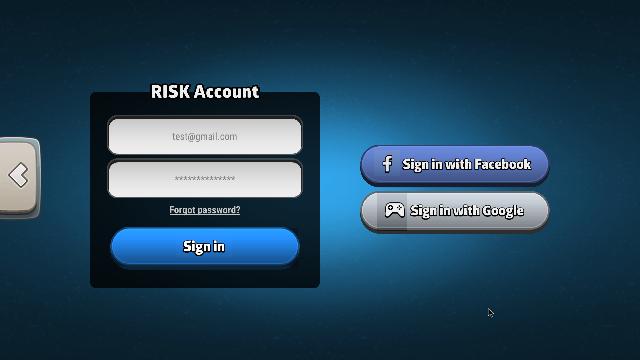 RISK Account
test@gmail.com
**************
Forgot password?
Sign in
Sign in with Facebook
Sign in with Google